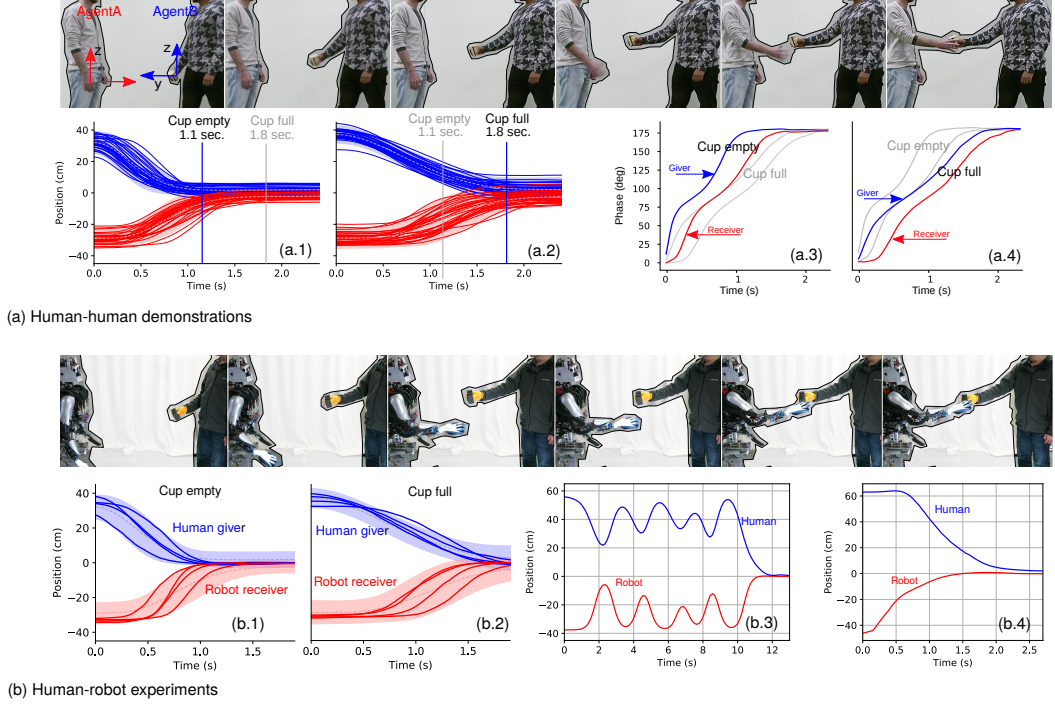 AgentA AgentB
z z
y
Cup empty Cup full
1.1 sec. 1.8 sec.
Cup empty Cup full
1.1 sec. 1.8 sec.
40
20
0
−20
−40
Position (cm)
(a.1)
0.0 0.5 1.0 1.5 2.0
Time (s)
(a.2)
0.0 0.5 1.0 1.5 2.0
Time (s)
175
150
125
100
75
50
25
0
Phase (deg)
Cup empty
Cup full
Giver
Receiver
(a.3)
0 1 2
Time (s)
Cup empty
Cup full
Giver
Receiver
(a.4)
0 1 2
Time (s)
(a) Human-human demonstrations
Cup empty
40
20
0
−20
−40
Position (cm)
Human giver
Robot receiver
(b.1)
0.0 0.5 1.0 1.5
Time (s)
Cup full
Human giver
Robot receiver
(b.2)
0.0 0.5 1.0 1.5
Time (s)
60
40
20
0
−20
−40
Position (cm)
Human
Robot
(b.3)
0 2 4 6 8 10 12
Time (s)
60
40
20
0
−20
−40
Position (cm)
Human
Robot
(b.4)
0.0 0.5 1.0 1.5 2.0 2.5
Time (s)
(b) Human-robot experiments